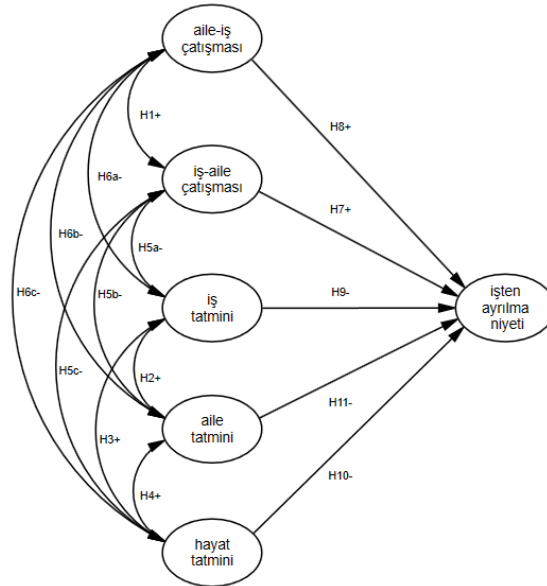 aile-iş
çatışması
H1+
H8+
iş-aile
çatışması
H6a-
H7+
H6b-
H5a-
H6c-
H5b-
iş
tatmini
H9-
işten
ayrılma
niyeti
H5c-
H2+
H3+
aile
tatmini
H11-
H4+
H10-
hayat
tatmini